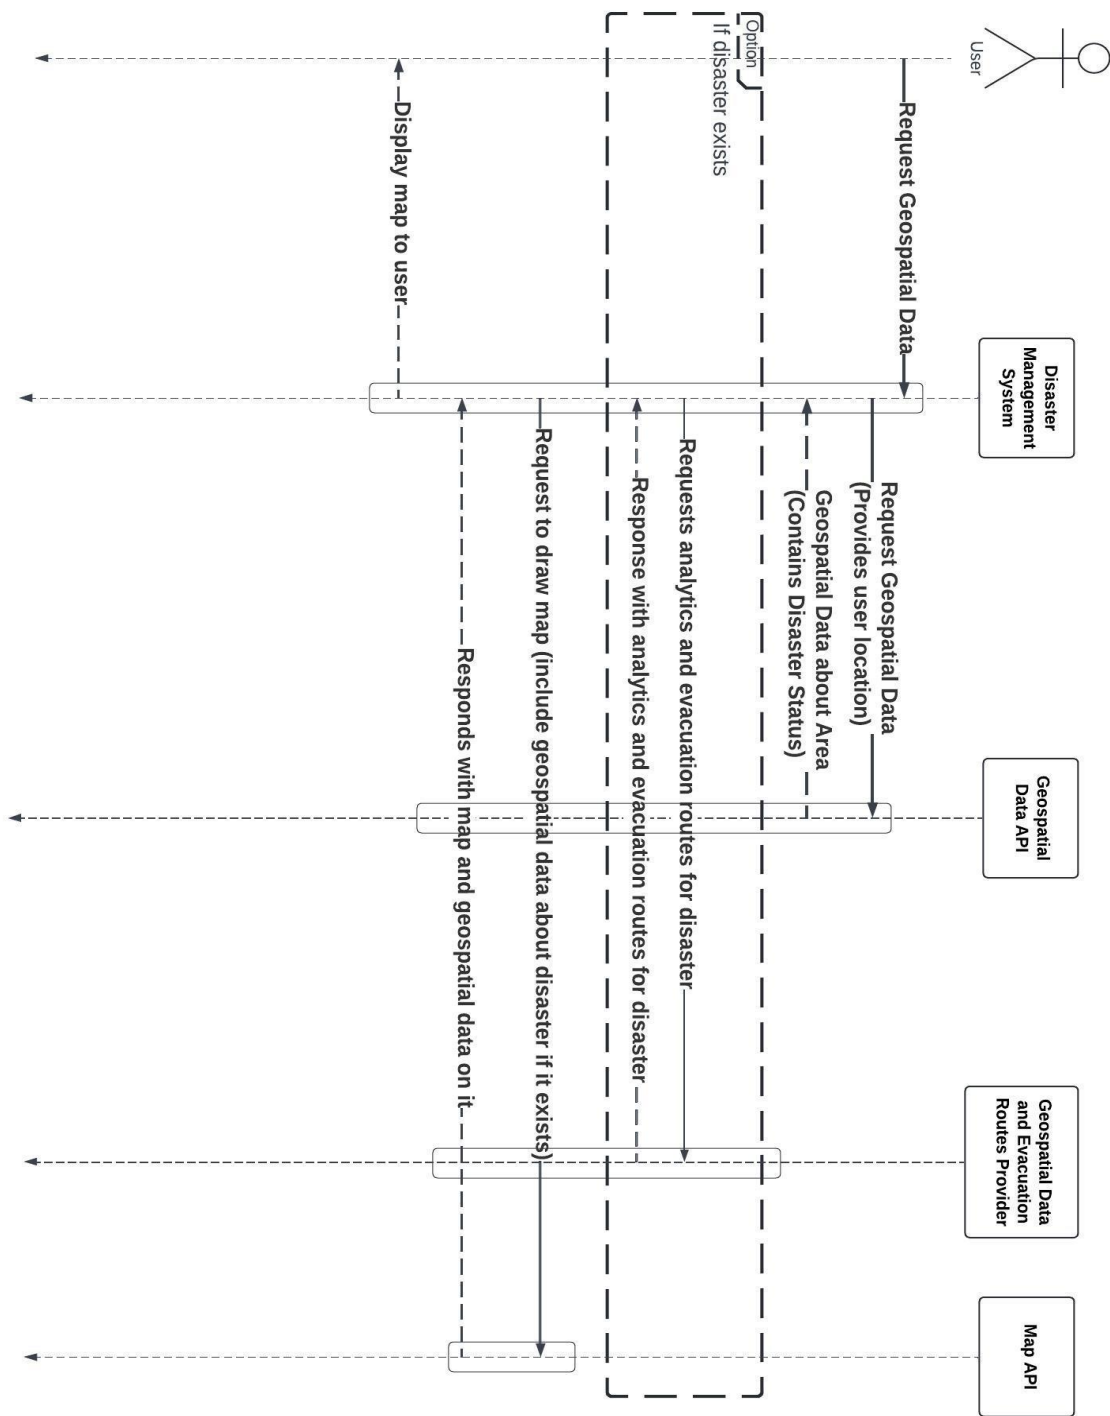 User
Disaster
Management
System
Geospatial
Data API
Geospatial Data
and Evacuation
Routes Provider
Map API
Request Geospatial Data
Request Geospatial Data
(Provides user location)
Geospatial Data about Area
(Contains Disaster Status)
Option
If disaster exists
Requests analytics and evacuation routes for disaster
Response with analytics and evacuation routes for disaster
Request to draw map (include geospatial data about disaster if it exists)
Responds with map and geospatial data on it
Display map to user